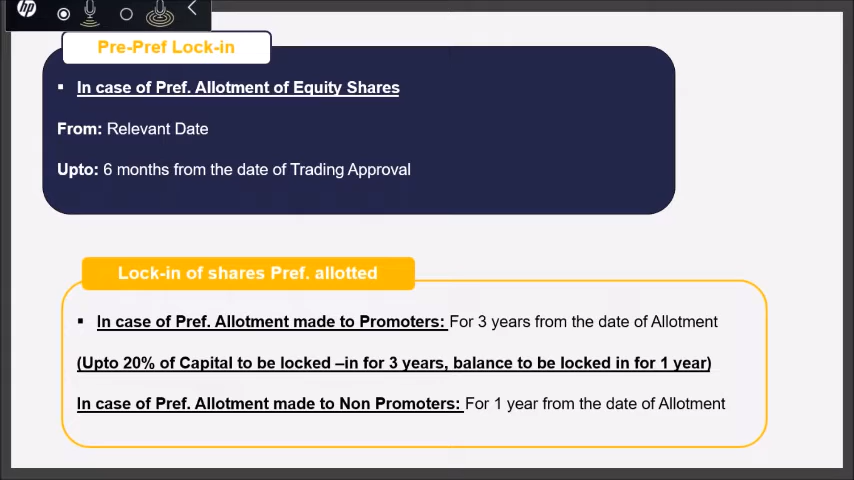 hp
Pre-Pref Lock-in
▪ In case of Pref. Allotment of Equity Shares
From: Relevant Date
Upto: 6 months from the date of Trading Approval
Lock-in of shares Pref. allotted
▪ In case of Pref. Allotment made to Promoters: For 3 years from the date of Allotment
(Upto 20% of Capital to be locked –in for 3 years, balance to be locked in for 1 year)
In case of Pref. Allotment made to Non Promoters: For 1 year from the date of Allotment